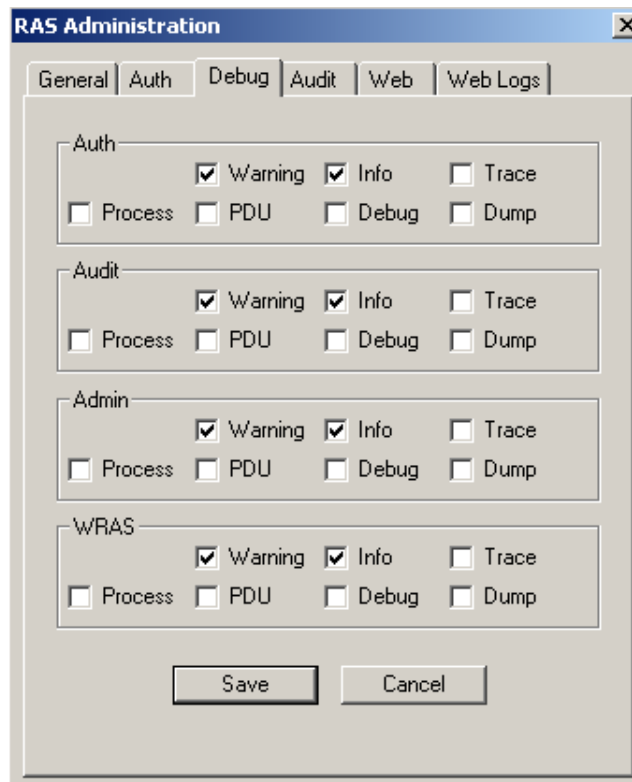 RAS Administration
General Auth Debug Audit Web Web Logs
Auth
Warning Info Trace
Process PDU Debug Dump
Audit
Warning Info Trace
Process PDU Debug Dump
Admin
Warning Info Trace
Process PDU Debug Dump
WRAS
Warning Info Trace
Process PDU Debug Dump
Save Cancel